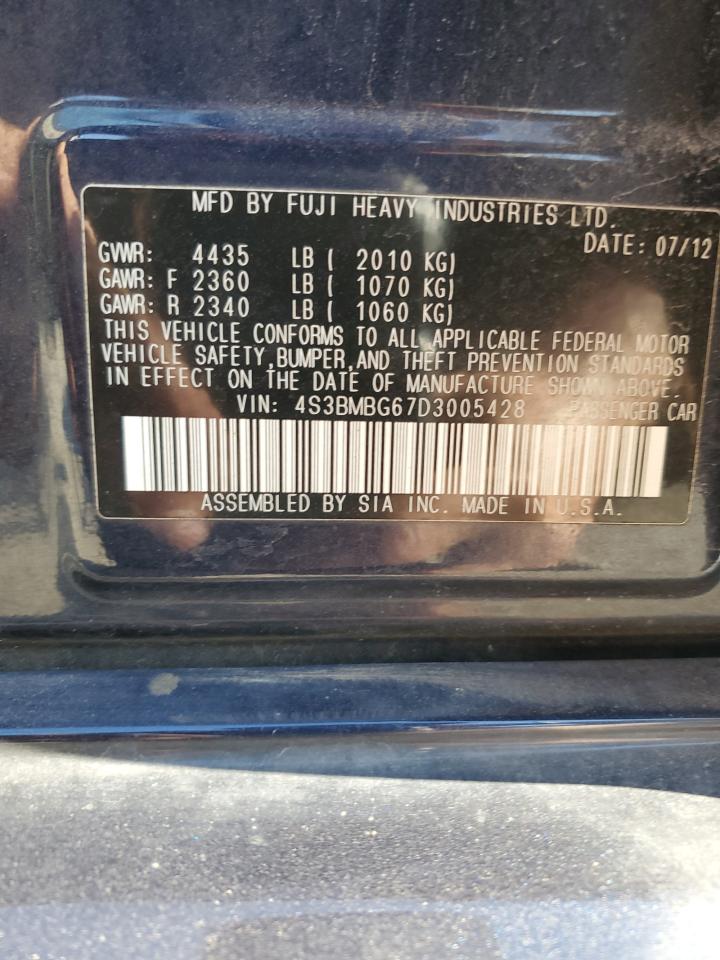 MFD BY FUJI HEAVY INDUSTRIES LTD.
DATE: 07/12
GVWR: 4435 LB ( 2010 KG)
GAWR: F 2360 LB ( 1070 KG)
GAWR: R 2340 LB ( 1060 KG)
THIS VEHICLE CONFORMS TO ALL APPLICABLE FEDERAL MOTOR
VEHICLE SAFETY,BUMPER,AND THEFT PREVENTION STANDARDS
IN EFFECT ON THE DATE OF MANUFACTURE SHOWN ABOVE.
VIN: 4S3BMBG67D3005428 PASSENGER CAR
ASSEMBLED BY SIA INC. MADE IN U.S.A.